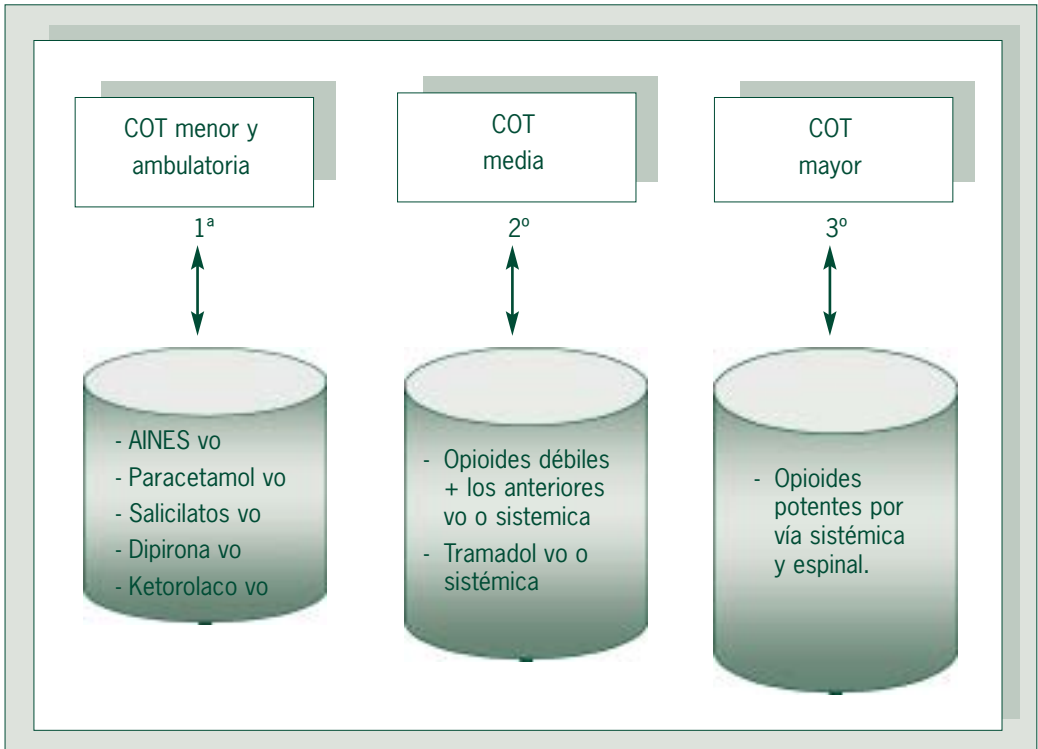 COT menor y
ambulatoria
1ª
- AINES vo
- Paracetamol vo
- Salicilatos vo
- Dipirona vo
- Ketorolaco vo
COT
media
2º
- Opioides débiles
+ los anteriores
vo o sistemica
- Tramadol vo o
sistémica
COT
mayor
3º
- Opioides
potentes por
vía sistémica
y espinal.